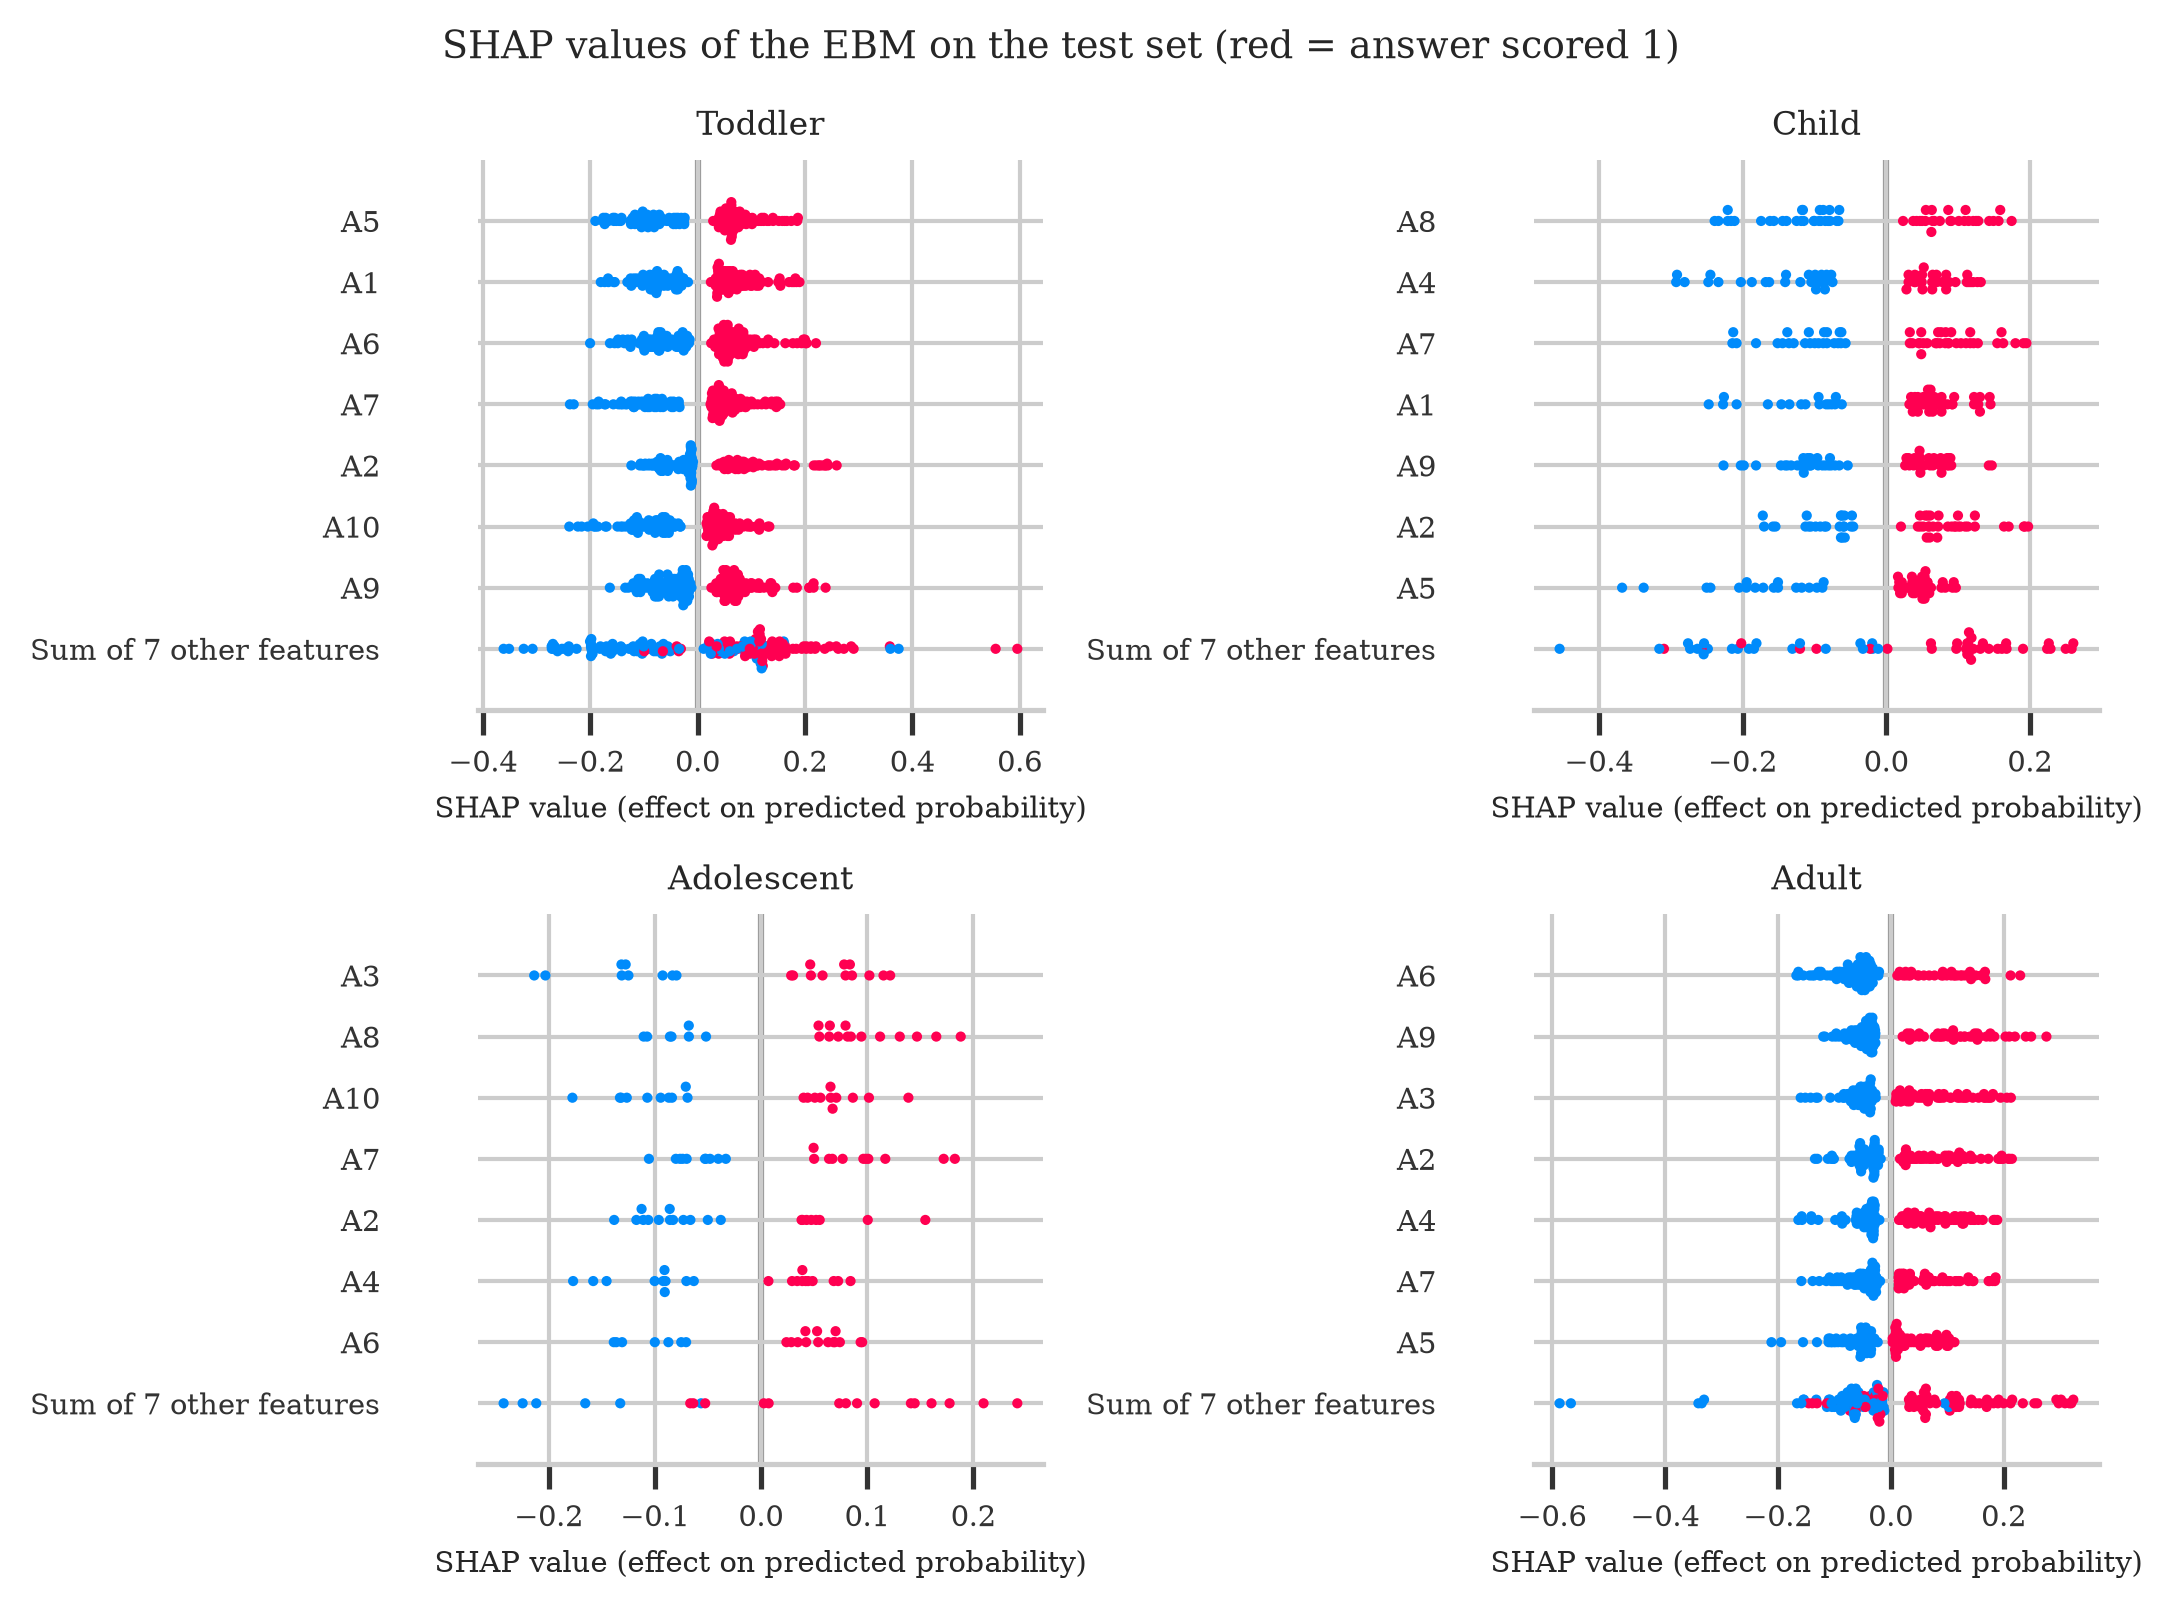 SHAP values of the EBM on the test set (red = answer scored 1)
Toddler
A5
A1
A6
A7
A2
A10
A9
Sum of 7 other features
−0.4 −0.2 0.0 0.2 0.4 0.6
SHAP value (effect on predicted probability)
Child
A8
A4
A7
A1
A9
A2
A5
Sum of 7 other features
−0.4 −0.2 0.0 0.2
SHAP value (effect on predicted probability)
Adolescent
A3
A8
A10
A7
A2
A4
A6
Sum of 7 other features
−0.2 −0.1 0.0 0.1 0.2
SHAP value (effect on predicted probability)
Adult
A6
A9
A3
A2
A4
A7
A5
Sum of 7 other features
−0.6 −0.4 −0.2 0.0 0.2
SHAP value (effect on predicted probability)